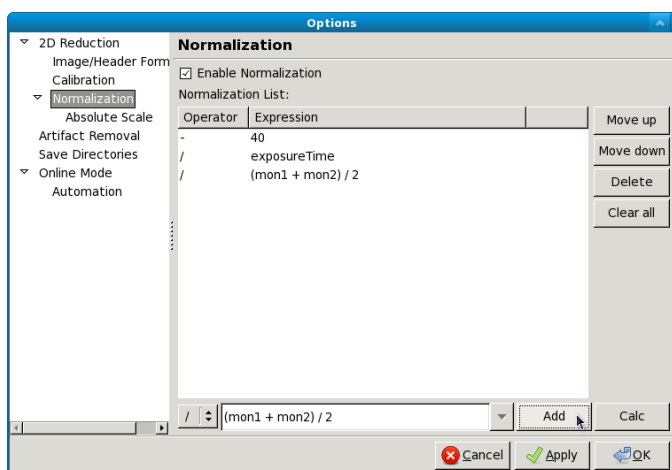 Options
2D Reduction
Image/Header Form
Calibration
Normalization
Absolute Scale
Artifact Removal
Save Directories
Online Mode
Automation
Normalization
Enable Normalization
Normalization List:
Operator Expression
- 40
/ exposureTime
/ (mon1 + mon2) / 2
Move up
Move down
Delete
Clear all
/ (mon1 + mon2) / 2 Add Calc
Cancel Apply OK